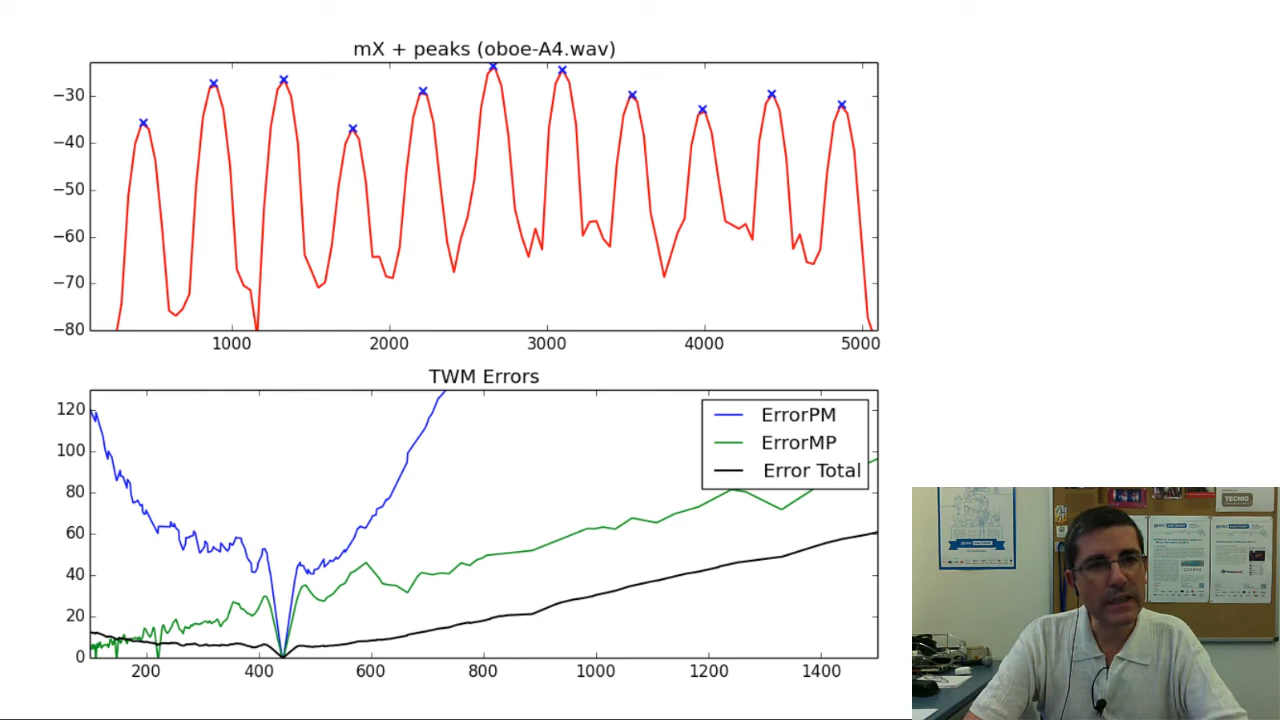 mX + peaks (oboe-A4.wav)
−30
−40
−50
−60
−70
−80
1000 2000 3000 4000 5000
TWM Errors
120
100
80
60
40
20
0
ErrorPM
ErrorMP
Error Total
200 400 600 800 1000 1200 1400
TECNIO